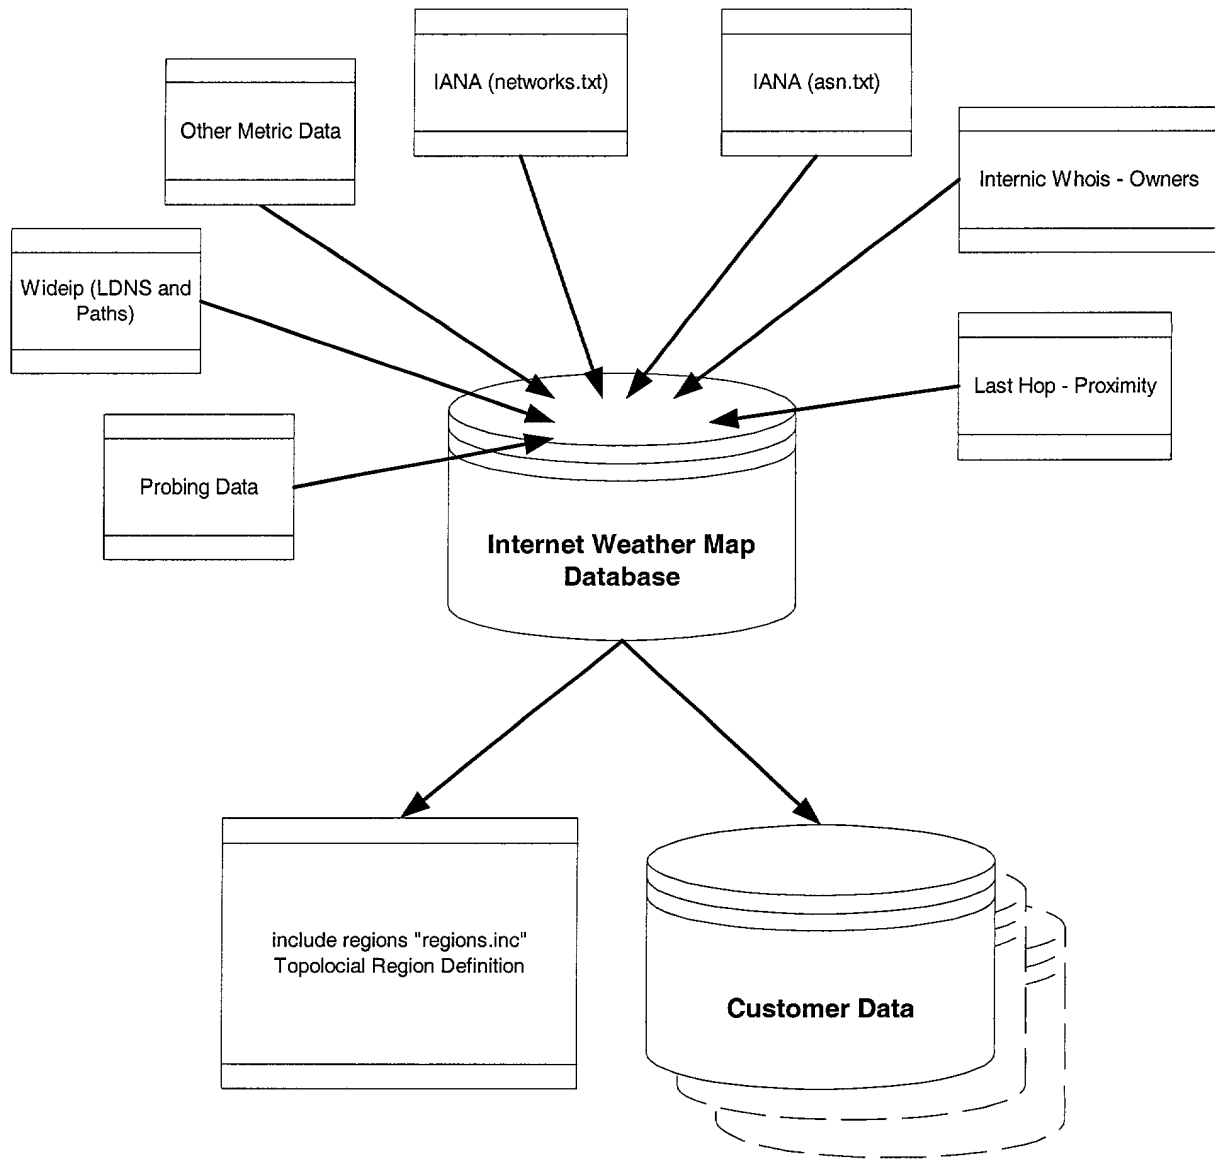 IANA (networks.txt)
IANA (asn.txt)
Other Metric Data
Internic Whois - Owners
Wideip (LDNS and
Paths)
Last Hop - Proximity
Probing Data
Internet Weather Map
Database
include regions "regions.inc"
Topolocial Region Definition
Customer Data